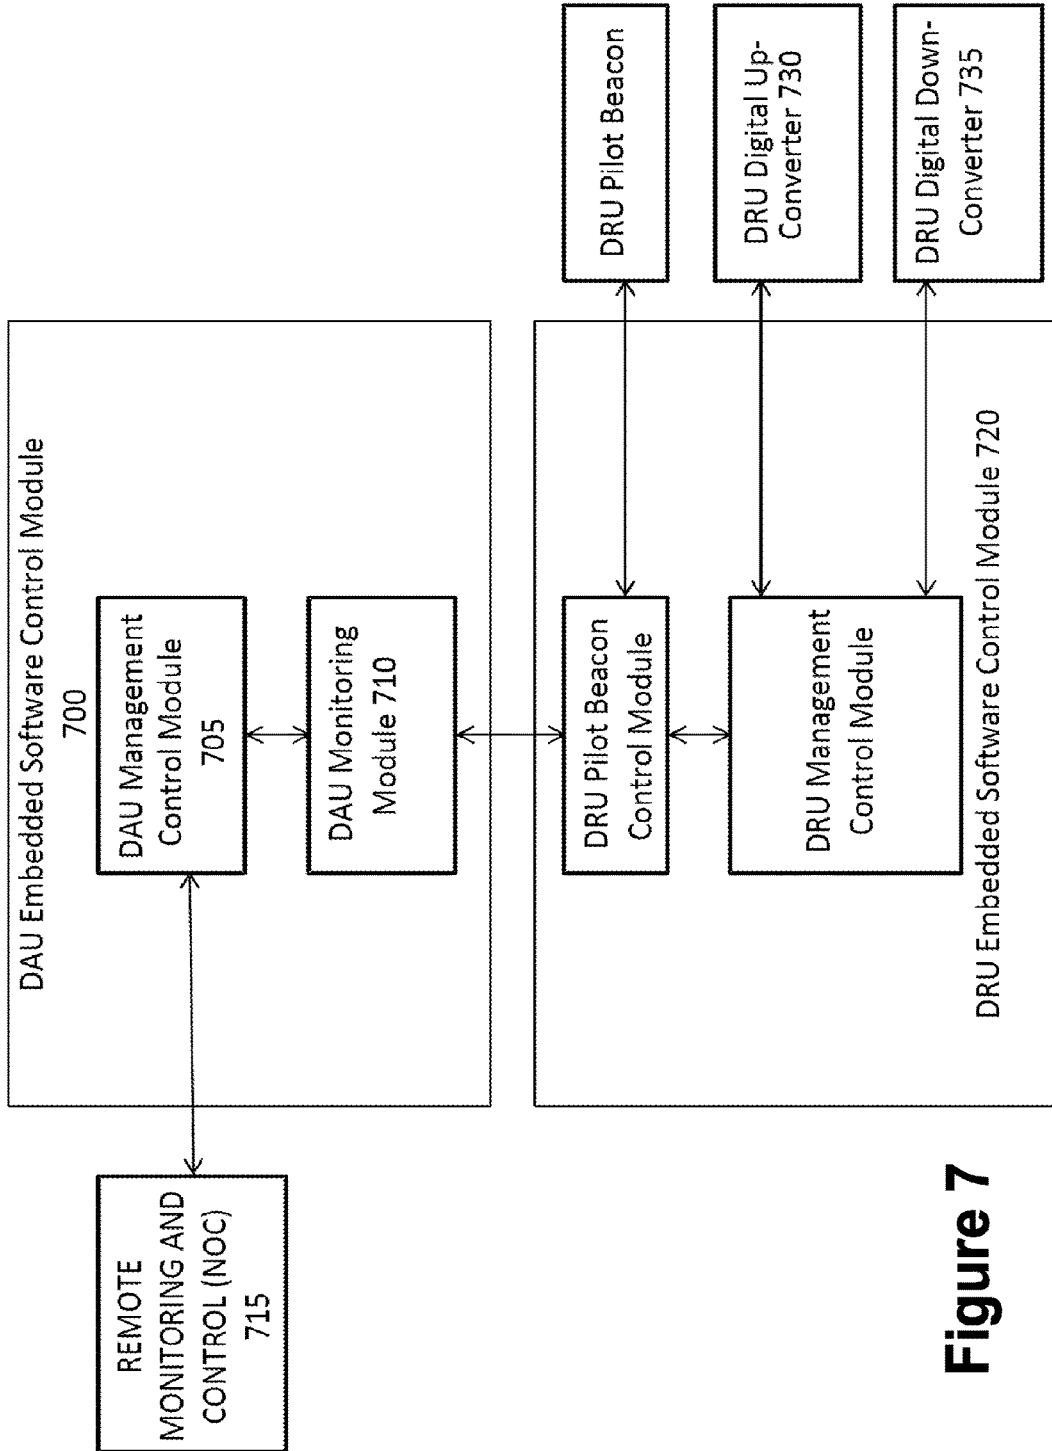 DAU Embedded Software Control Module
700
REMOTE
MONITORING AND
CONTROL (NOC)
715
DAU Management
Control Module
705
DAU Monitoring
Module 710
DRU Pilot Beacon
Control Module
DRU Pilot Beacon
DRU Management
Control Module
DRU Digital Up-
Converter 730
DRU Digital Down-
Converter 735
DRU Embedded Software Control Module 720
Figure 7